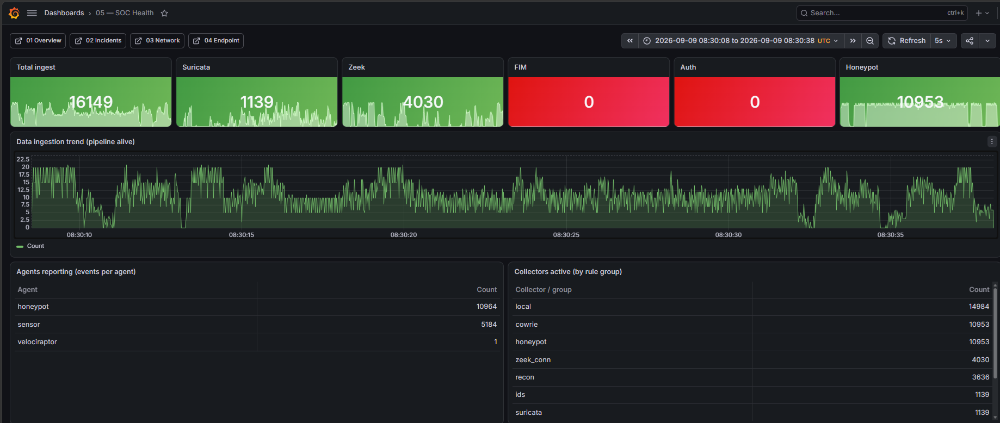 Dashboards › 05 — SOC Health
Search... ctrl+k
01 Overview 02 Incidents 03 Network 04 Endpoint
2026-09-09 08:30:08 to 2026-09-09 08:30:38 UTC Refresh 5s
Total ingest Suricata Zeek FIM Auth Honeypot
16149 1139 4030 0 0 10953
Data ingestion trend (pipeline alive)
22.5
20
17.5
15
12.5
10
7.5
5
2.5
0
08:30:10 08:30:15 08:30:20 08:30:25 08:30:30 08:30:35
Count
Agents reporting (events per agent)
Agent Count
honeypot 10964
sensor 5184
velociraptor 1
Collectors active (by rule group)
Collector / group Count
local 14984
cowrie 10953
honeypot 10953
zeek_conn 4030
recon 3636
ids 1139
suricata 1139